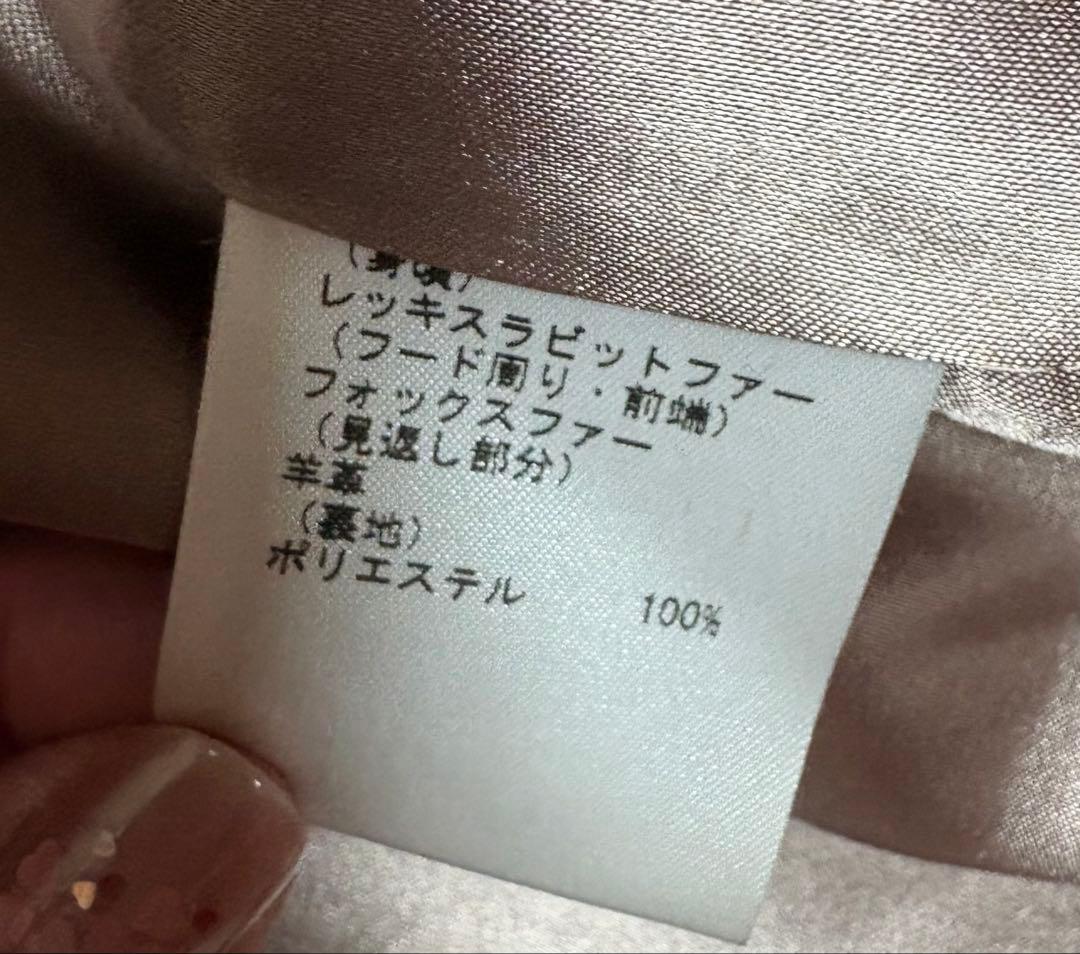 (身頃)
レッキスラビットファー
(フード周り・前端)
フォックスファー
(見返し部分)
羊革
(裏地)
ポリエステル 100%